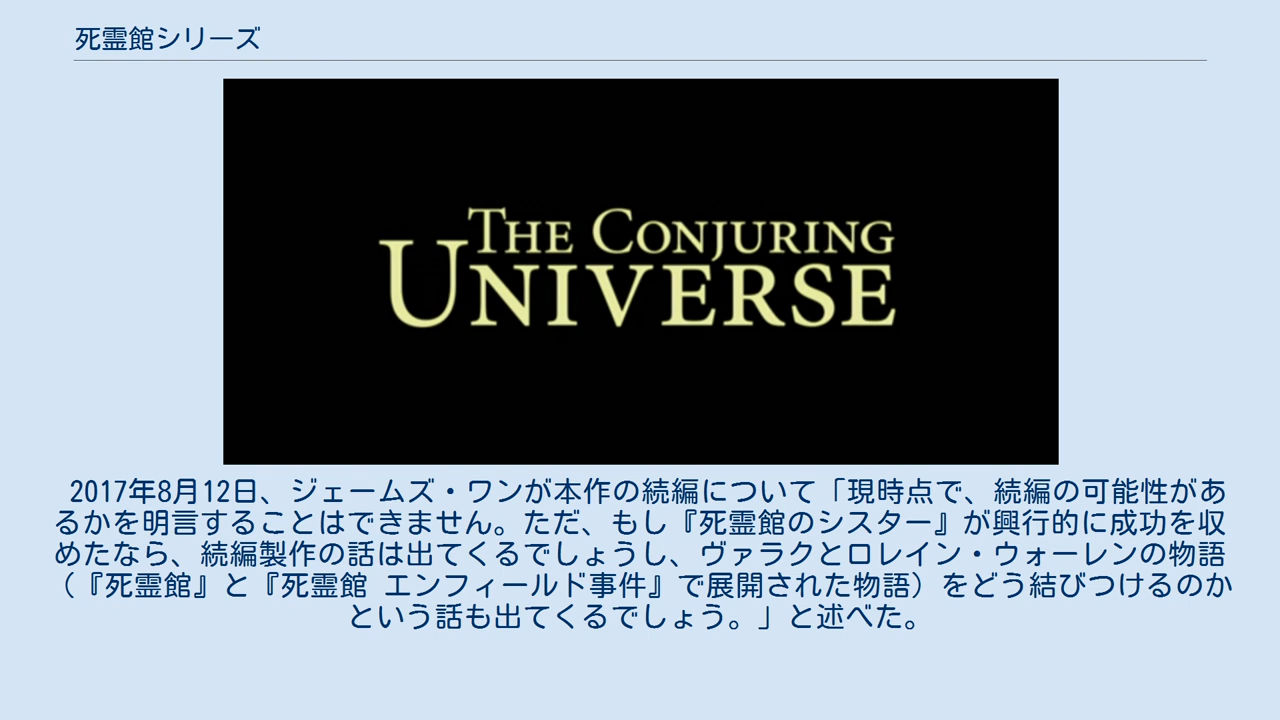 死霊館シリーズ
THE CONJURING
UNIVERSE
2017年8月12日、ジェームズ・ワンが本作の続編について「現時点で、続編の可能性があ
るかを明言することはできません。ただ、もし『死霊館のシスター』が興行的に成功を収
めたなら、続編製作の話は出てくるでしょうし、ヴァラクとロレイン・ウォーレンの物語
（『死霊館』と『死霊館 エンフィールド事件』で展開された物語）をどう結びつけるのか
という話も出てくるでしょう。」と述べた。